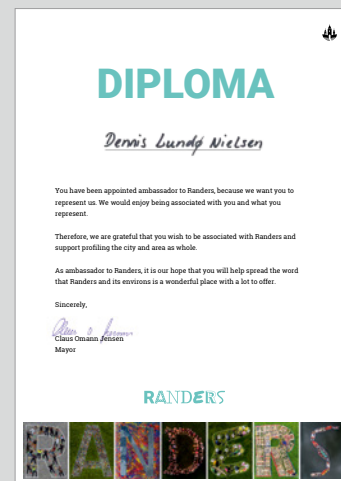 DIPLOMA
Dennis Lundø Nielsen
You have been appointed ambassador to Randers, because we want you to
represent us. We would enjoy being associated with you and what you
represent.
Therefore, we are grateful that you wish to be associated with Randers and
support profiling the city and area as whole.
As ambassador to Randers, it is our hope that you will help spread the word
that Randers and its environs is a wonderful place with a lot to offer.
Sincerely,
Claus Omann Jensen
Mayor
RANDERS
RANDERS